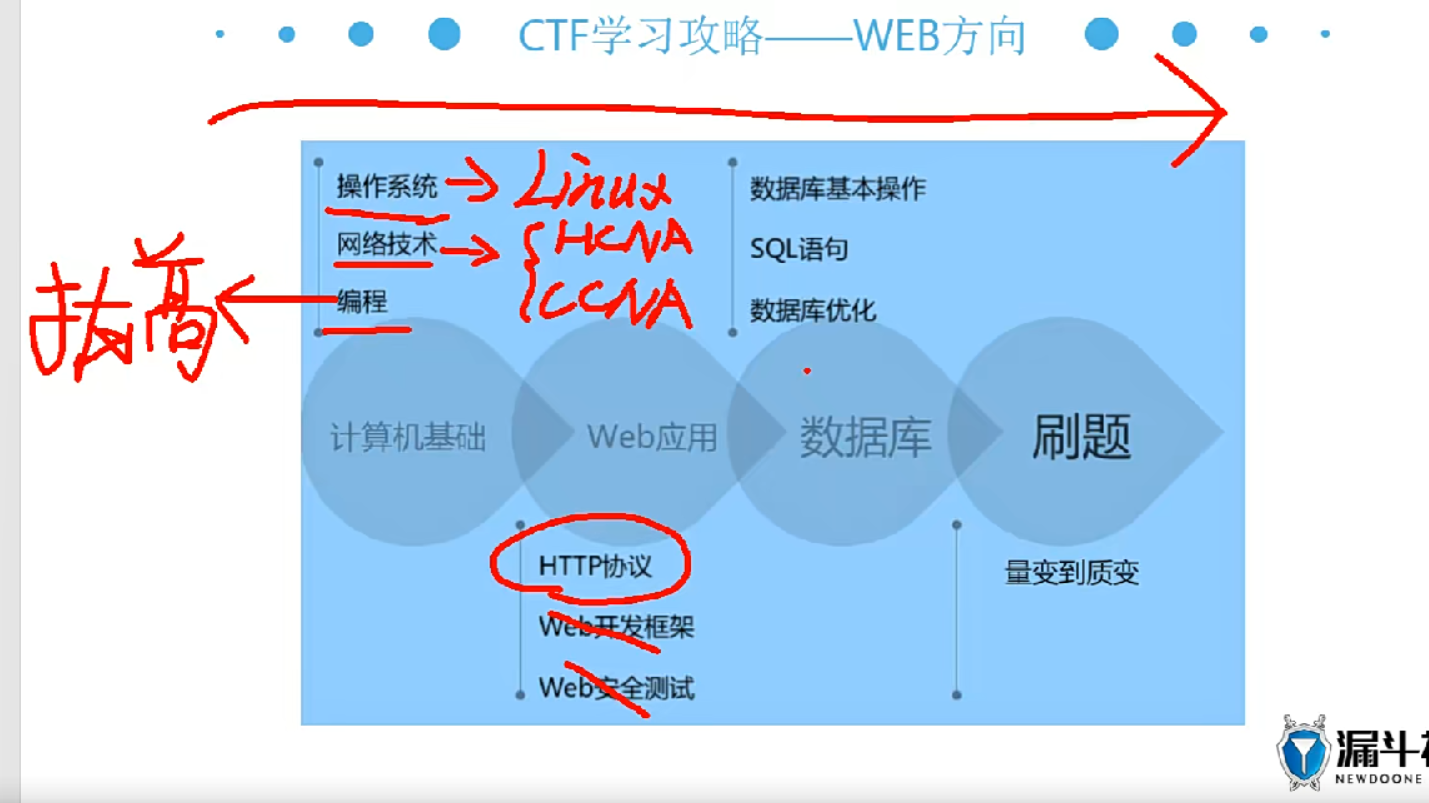 CTF学习攻略——WEB方向
操作系统 Linux
网络技术 HCNA
CCNA
编程
拔高
数据库基本操作
SQL语句
数据库优化
计算机基础
Web应用
数据库
刷题
HTTP协议
Web开发框架
Web安全测试
量变到质变
漏斗
NEWDOONE